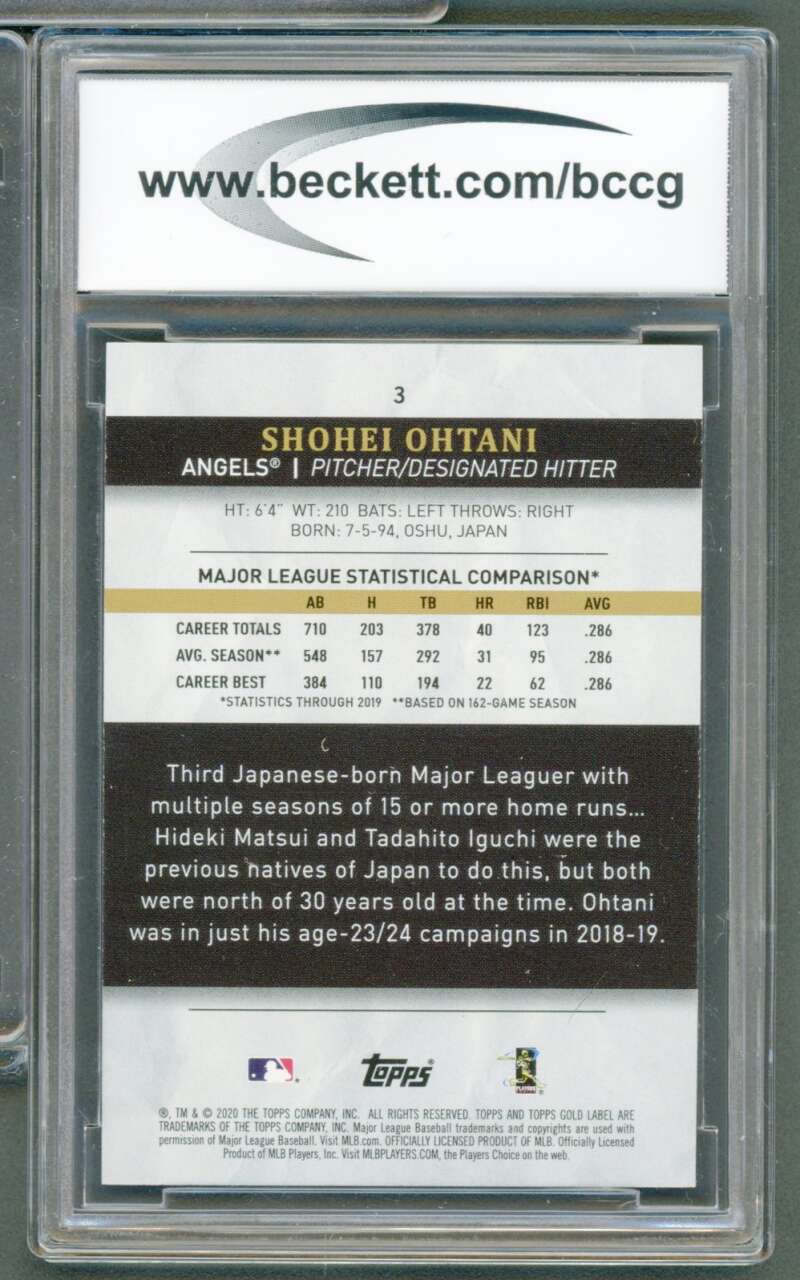 www.beckett.com/bccg
3
SHOHEI OHTANI
ANGELS® | PITCHER/DESIGNATED HITTER
HT: 6'4" WT: 210 BATS: LEFT THROWS: RIGHT
BORN: 7-5-94, OSHU, JAPAN
MAJOR LEAGUE STATISTICAL COMPARISON*
AB H TB HR RBI AVG
CAREER TOTALS 710 203 378 40 123 .286
AVG. SEASON** 548 157 292 31 95 .286
CAREER BEST 384 110 194 22 62 .286
*STATISTICS THROUGH 2019 **BASED ON 162-GAME SEASON
Third Japanese-born Major Leaguer with
multiple seasons of 15 or more home runs...
Hideki Matsui and Tadahito Iguchi were the
previous natives of Japan to do this, but both
were north of 30 years old at the time. Ohtani
was in just his age-23/24 campaigns in 2018-19.
Topps®
PLAYERS
®, TM & © 2020 THE TOPPS COMPANY, INC. ALL RIGHTS RESERVED. TOPPS AND TOPPS GOLD LABEL ARE
TRADEMARKS OF THE TOPPS COMPANY, INC. Major League Baseball trademarks and copyrights are used with
permission of Major League Baseball. Visit MLB.com. OFFICIALLY LICENSED PRODUCT OF MLB. Officially Licensed
Product of MLB Players, Inc. Visit MLBPLAYERS.COM, the Players Choice on the web.